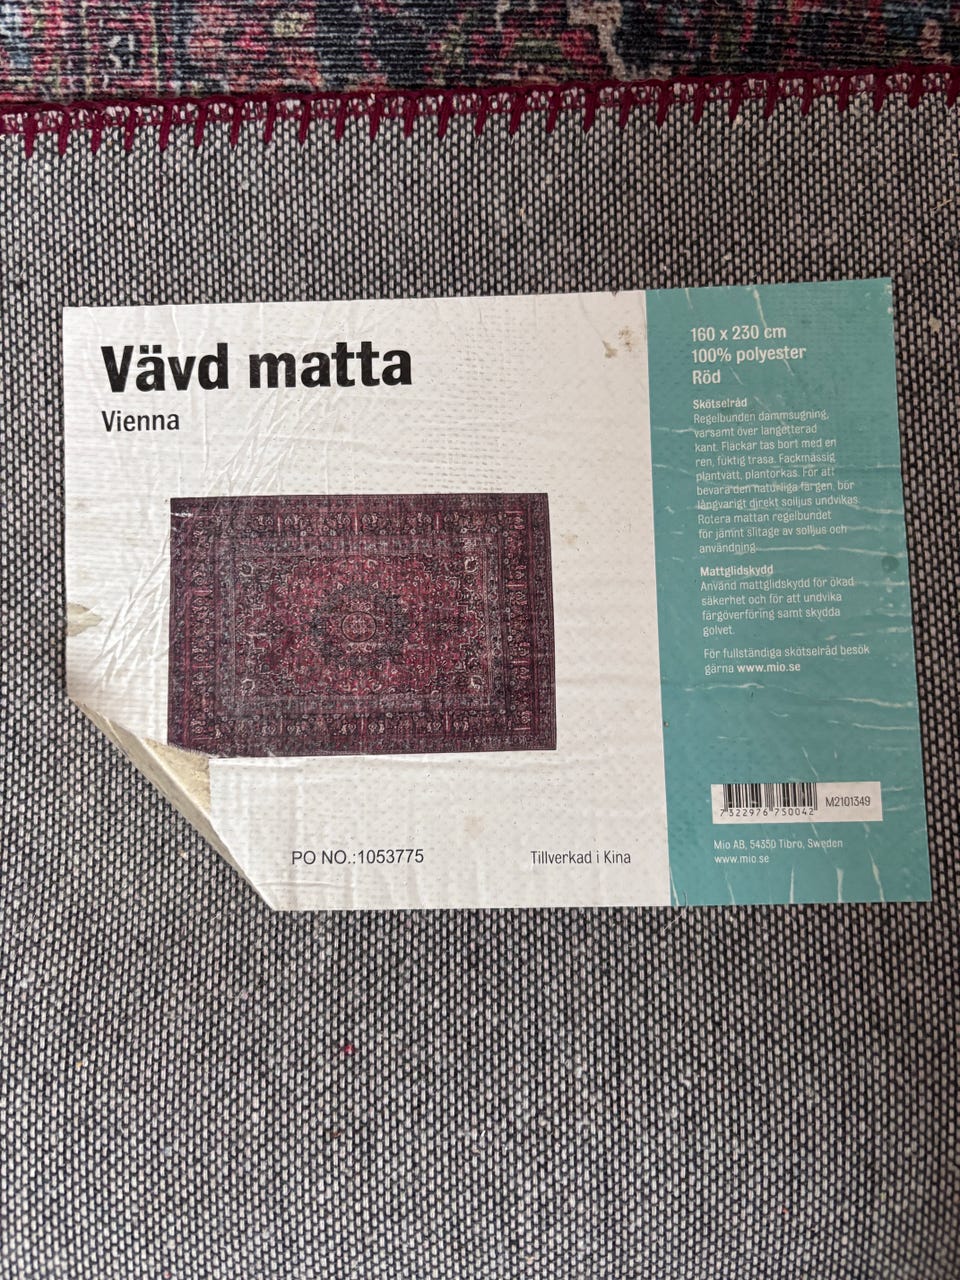 Vävd matta
Vienna
PO NO.:1053775
Tillverkad i Kina
160 x 230 cm
100% polyester
Röd
Skötselråd
Regelbunden dammsugning,
varsamt över langetterad
kant. Fläckar tas bort med en
ren, fuktig trasa. Fackmässig
plantvätt, plantorkas. För att
bevara den naturliga färgen, bör
långvarigt direkt solljus undvikas.
Rotera mattan regelbundet
för jämnt slitage av solljus och
användning.
Mattglidskydd
Använd mattglidskydd för ökad
säkerhet och för att undvika
färgöverföring samt skydda
golvet.
För fullständiga skötselråd besök
gärna www.mio.se
7 322976 750042
M2101349
Mio AB, 54350 Tibro, Sweden
www.mio.se